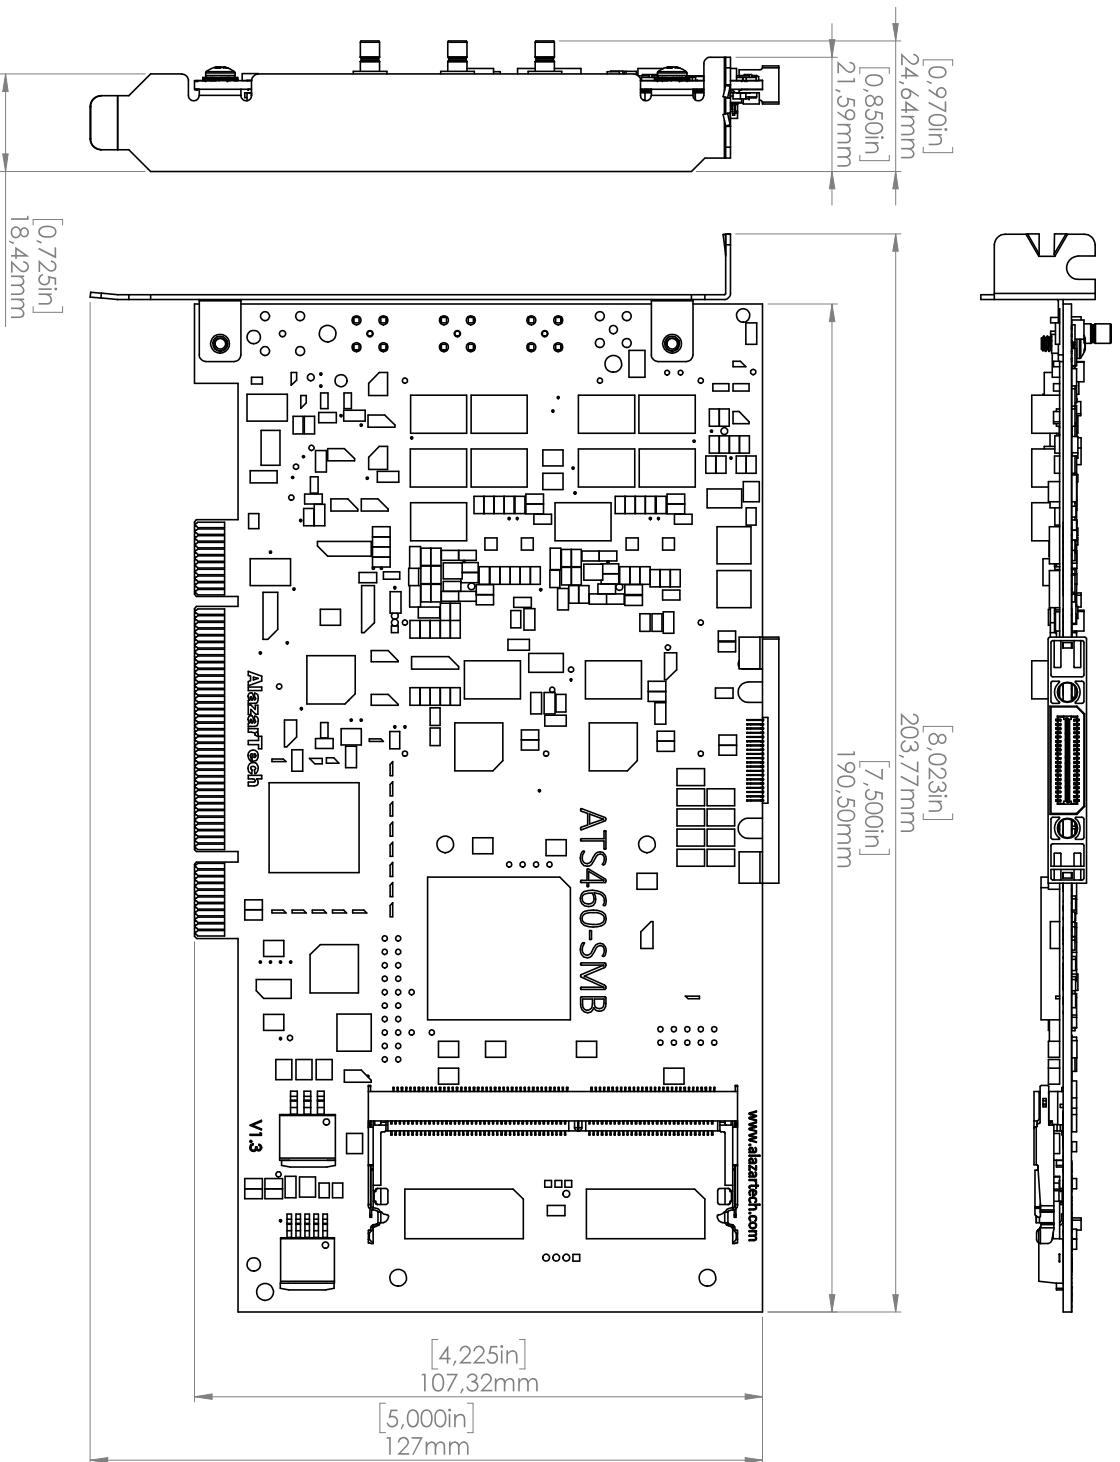 [0,970in]
24,64mm
[0,850in]
21,59mm
[0,725in]
18,42mm
[8,023in]
203,77mm
[7,500in]
190,50mm
AlazarTech
ATS460-SMB
V1.3
www.alazartech.com
[4,225in]
107,32mm
[5,000in]
127mm